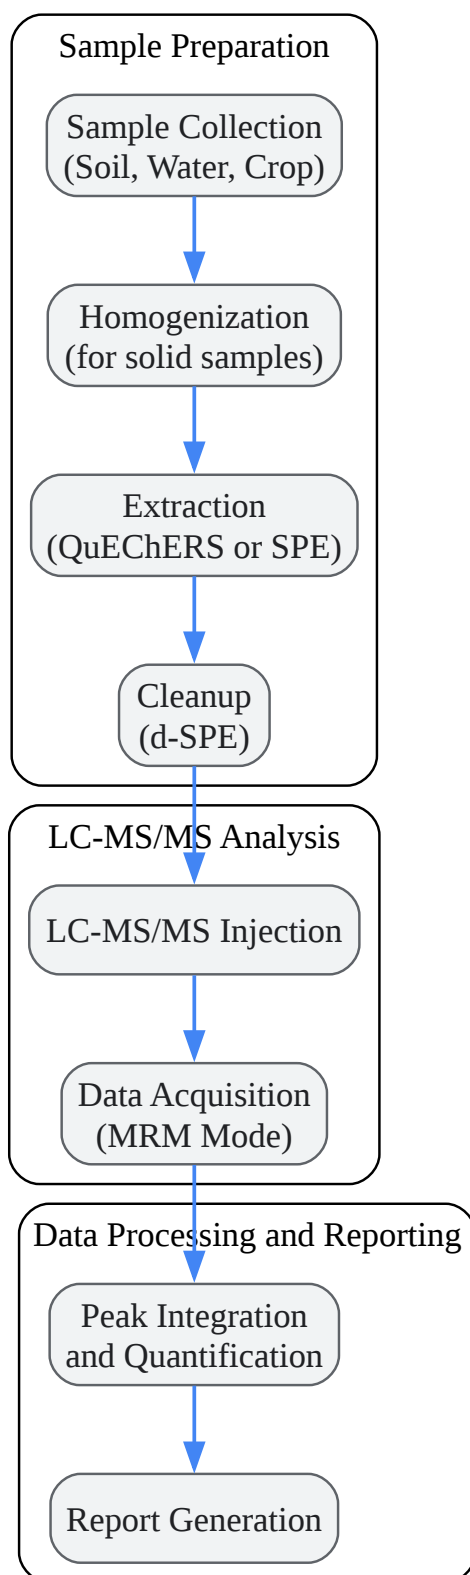 Sample Preparation
Sample Collection
(Soil, Water, Crop)
Homogenization
(for solid samples)
Extraction
(QuEChERS or SPE)
Cleanup
(d-SPE)
LC-MS/MS Analysis
LC-MS/MS Injection
Data Acquisition
(MRM Mode)
Data Processing and Reporting
Peak Integration
and Quantification
Report Generation